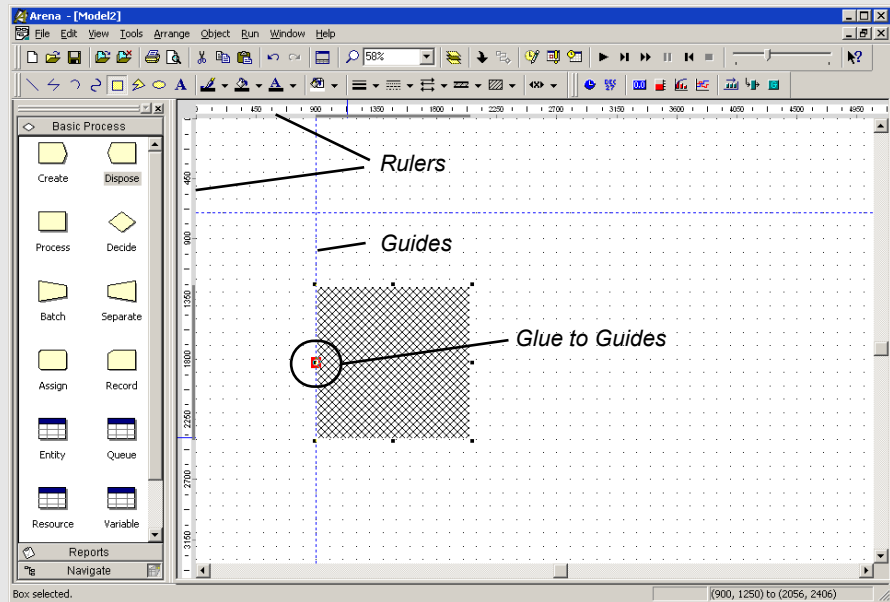 Arena - [Model2]
File Edit View Tools Arrange Object Run Window Help
58%
A A
0.0
450 900 1350 1800 2250 2700 3150 3600 4050 4500 4950
Basic Process
Create Dispose
Process Decide
Batch Separate
Assign Record
Entity Queue
Resource Variable
Reports
Navigate
450
900
1350
1800
2250
2700
3150
Rulers
Guides
Glue to Guides
Box selected.
(900, 1250) to (2056, 2406)